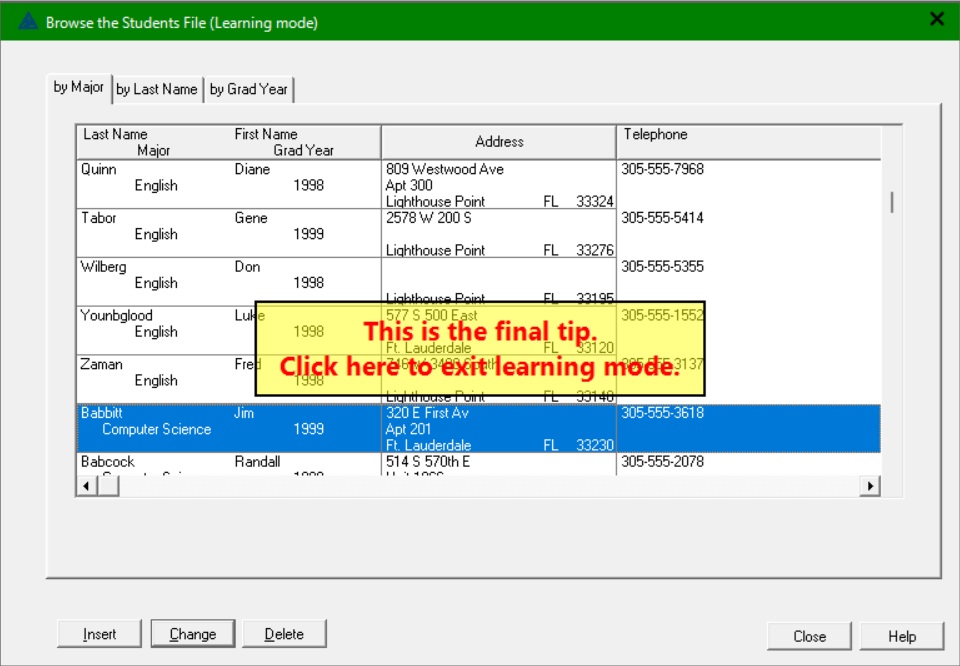 Browse the Students File (Learning mode)
by Major by Last Name by Grad Year
Last Name First Name Address Telephone
Major Grad Year
Quinn Diane 809 Westwood Ave 305-555-7968
English 1998 Apt 300
Lighthouse Point FL 33324
Tabor Gene 2578 W 200 S 305-555-5414
English 1999
Lighthouse Point FL 33276
Wilberg Don 305-555-5355
English 1998
Lighthouse Point FL 33195
Younbglood Luke 577 S 500 East 305-555-1552
English 1998
Ft. Lauderdale FL 33120
This is the final tip.
Click here to exit learning mode.
Zaman Fred 305-555-3137
English 1998
Lighthouse Point FL 33148
Babbitt Jim 320 E First Av 305-555-3618
Computer Science 1999 Apt 201
Ft. Lauderdale FL 33230
Babcock Randall 514 S 570th E 305-555-2078
Insert Change Delete
Close Help